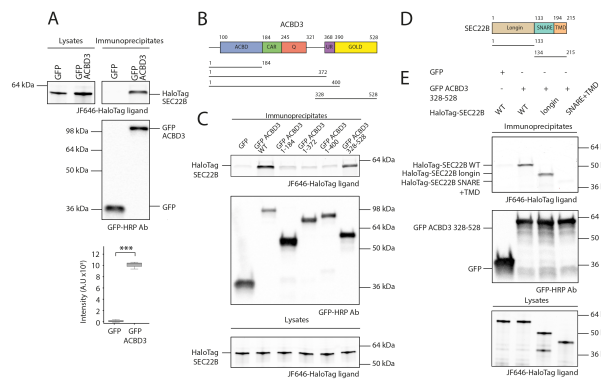 A
Lysates
Immunoprecipitates
GFP
GFP ACBD3
GFP
GFP ACBD3
64 kDa
HaloTag SEC22B
JF646-HaloTag ligand
98 kDa
64 kDa
50 kDa
36 kDa
GFP ACBD3
GFP
GFP-HRP Ab
Intensity (A.U x10³)
12
10
8
6
4
2
0
***
GFP
GFP ACBD3
B
ACBD3
100
184
245
321
368
390
528
ACBD
CAR
Q
UR
GOLD
1
184
1
372
1
400
328
528
C
Immunoprecipitates
GFP
GFP ACBD3 WT
GFP ACBD3 1-184
GFP ACBD3 1-372
GFP ACBD3 1-400
GFP ACBD3 328-528
HaloTag SEC22B
64 kDa
50 kDa
JF646-HaloTag ligand
98 kDa
64 kDa
50 kDa
36 kDa
GFP-HRP Ab
Lysates
HaloTag SEC22B
64 kDa
50 kDa
JF646-HaloTag ligand
D
133
194
215
SEC22B
Longin
SNARE
TMD
1
133
134
215
E
GFP
+
-
-
-
GFP ACBD3 328-528
-
+
+
+
HaloTag-SEC22B
WT
WT
longin
SNARE+TMD
Immunoprecipitates
HaloTag-SEC22B WT
HaloTag-SEC22B longin
HaloTag-SEC22B SNARE +TMD
64
50
36
JF646-HaloTag ligand
GFP ACBD3 328-528
GFP
64
50
36
GFP-HRP Ab
Lysates
64
50
36
JF646-HaloTag ligand